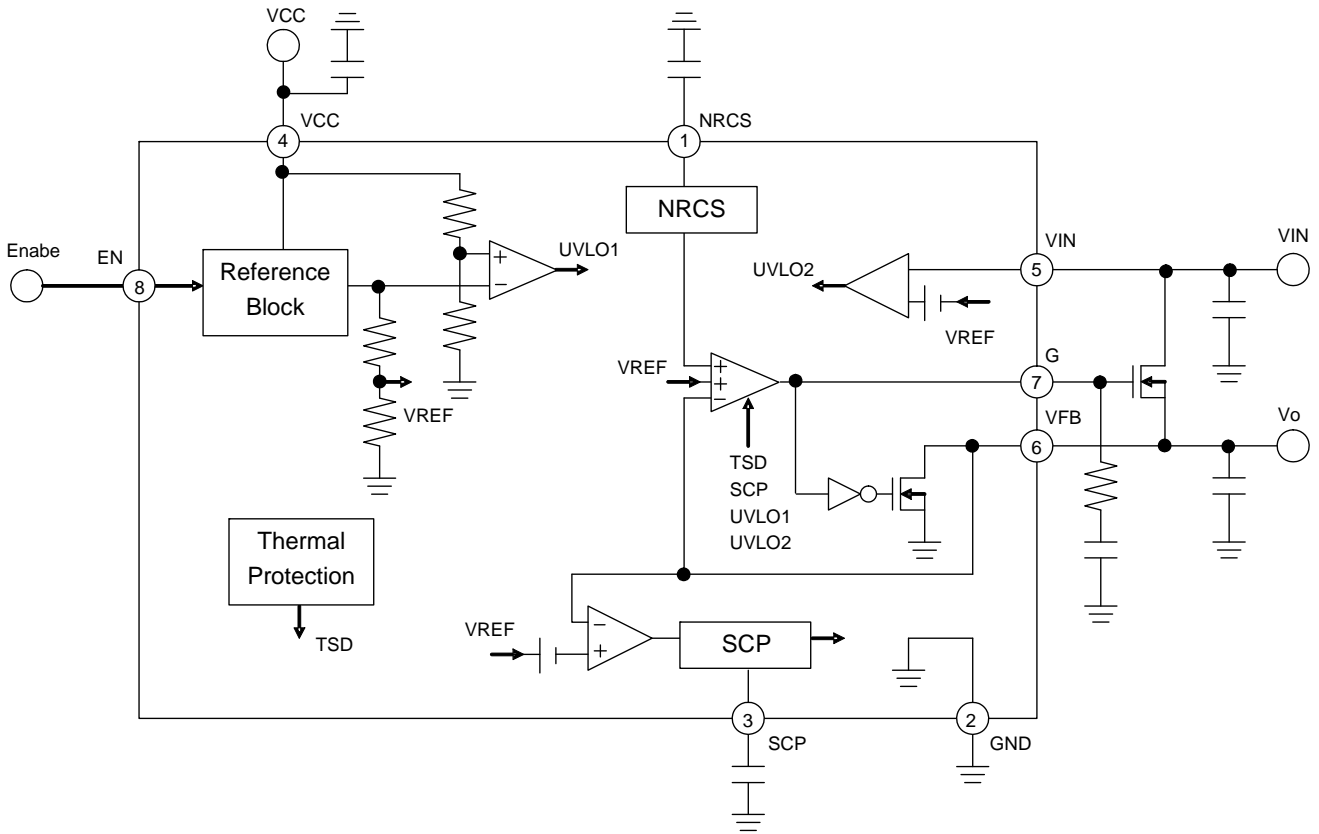 VCC
VCC
4
NRCS
1
NRCS
Enabe
EN
8
Reference
Block
+
−
UVLO1
VREF
UVLO2
VREF
VIN
5
VIN
VREF
+
+
−
G
7
VFB
6
Vo
TSD
SCP
UVLO1
UVLO2
Thermal
Protection
TSD
VREF
−
+
SCP
3
SCP
2
GND